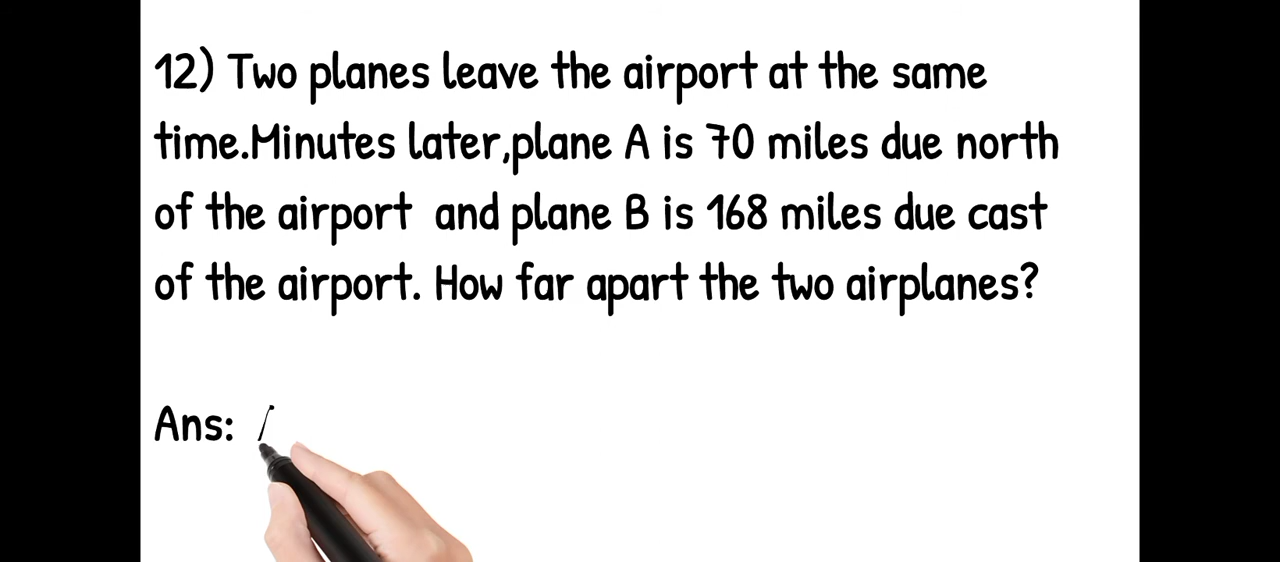 12) Two planes leave the airport at the same
time.Minutes later,plane A is 70 miles due north
of the airport and plane B is 168 miles due cast
of the airport. How far apart the two airplanes?
Ans: